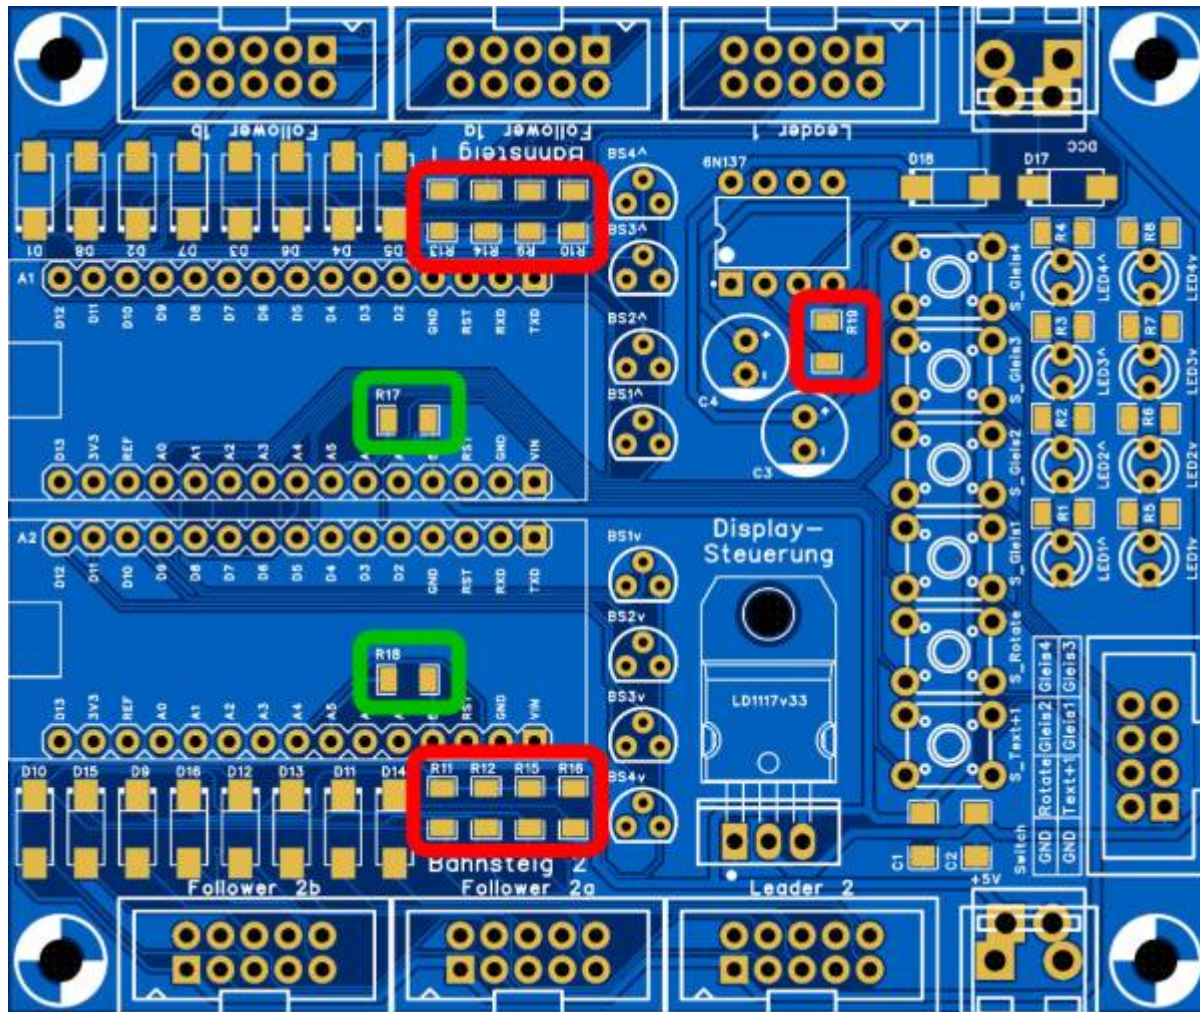 Follower 1b
Follower 1a
Leader 1
Bahnsteig 1
DCC
BS4^
6N137
D18
D17
D1 D8 D2 D7 D3 D6 D4 D5
R13 R14 R9 R10
BS3^
R4 R8
S_Gleis4
LED4^
LED4v
A1
D12 D11 D10 D9 D8 D7 D6 D5 D4 D3 D2 GND RST RXD TXD
BS2^
R19
R3 R7
S_Gleis3
LED3^
LED3v
R17
BS1^
C4
R2 R6
S_Gleis2
LED2^
LED2v
D13 3V3 REF A0 A1 A2 A3 A4 A5 RST GND VIN
C3
R1 R5
S_Gleis1
LED1^
LED1v
A2
BS1v
Display-
Steuerung
D12 D11 D10 D9 D8 D7 D6 D5 D4 D3 D2 GND RST RXD TXD
BS2v
S_Rotate
R18
LD1117v33
BS3v
D13 3V3 REF A0 A1 A2 A3 A4 A5 RST GND VIN
S_Text+1
D10 D15 D9 D16 D12 D13 D11 D14
R11 R12 R15 R16
BS4v
Switch
GND Rotate Gleis2 Gleis4
GND Text+1 Gleis1 Gleis3
C1 C2
+5V
Bahnsteig 2
Follower 2b
Follower 2a
Leader 2